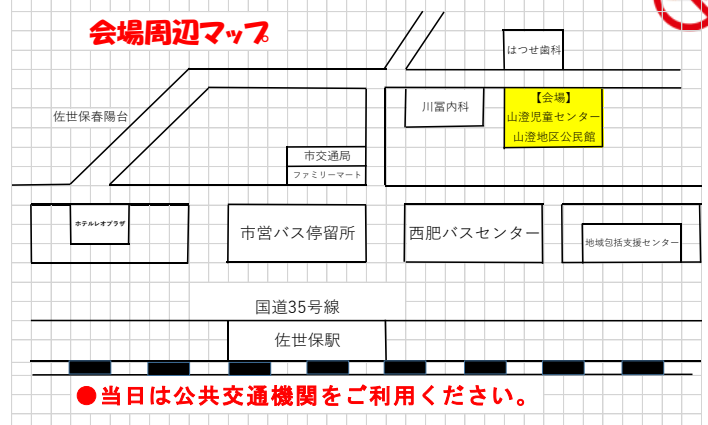 会場周辺マップ
はつせ歯科
川冨内科
【会場】
山澄児童センター
山澄地区公民館
佐世保春陽台
市交通局
ファミリーマート
ホテルレオプラザ
市営バス停留所
西肥バスセンター
地域包括支援センター
国道35号線
佐世保駅
●当日は公共交通機関をご利用ください。